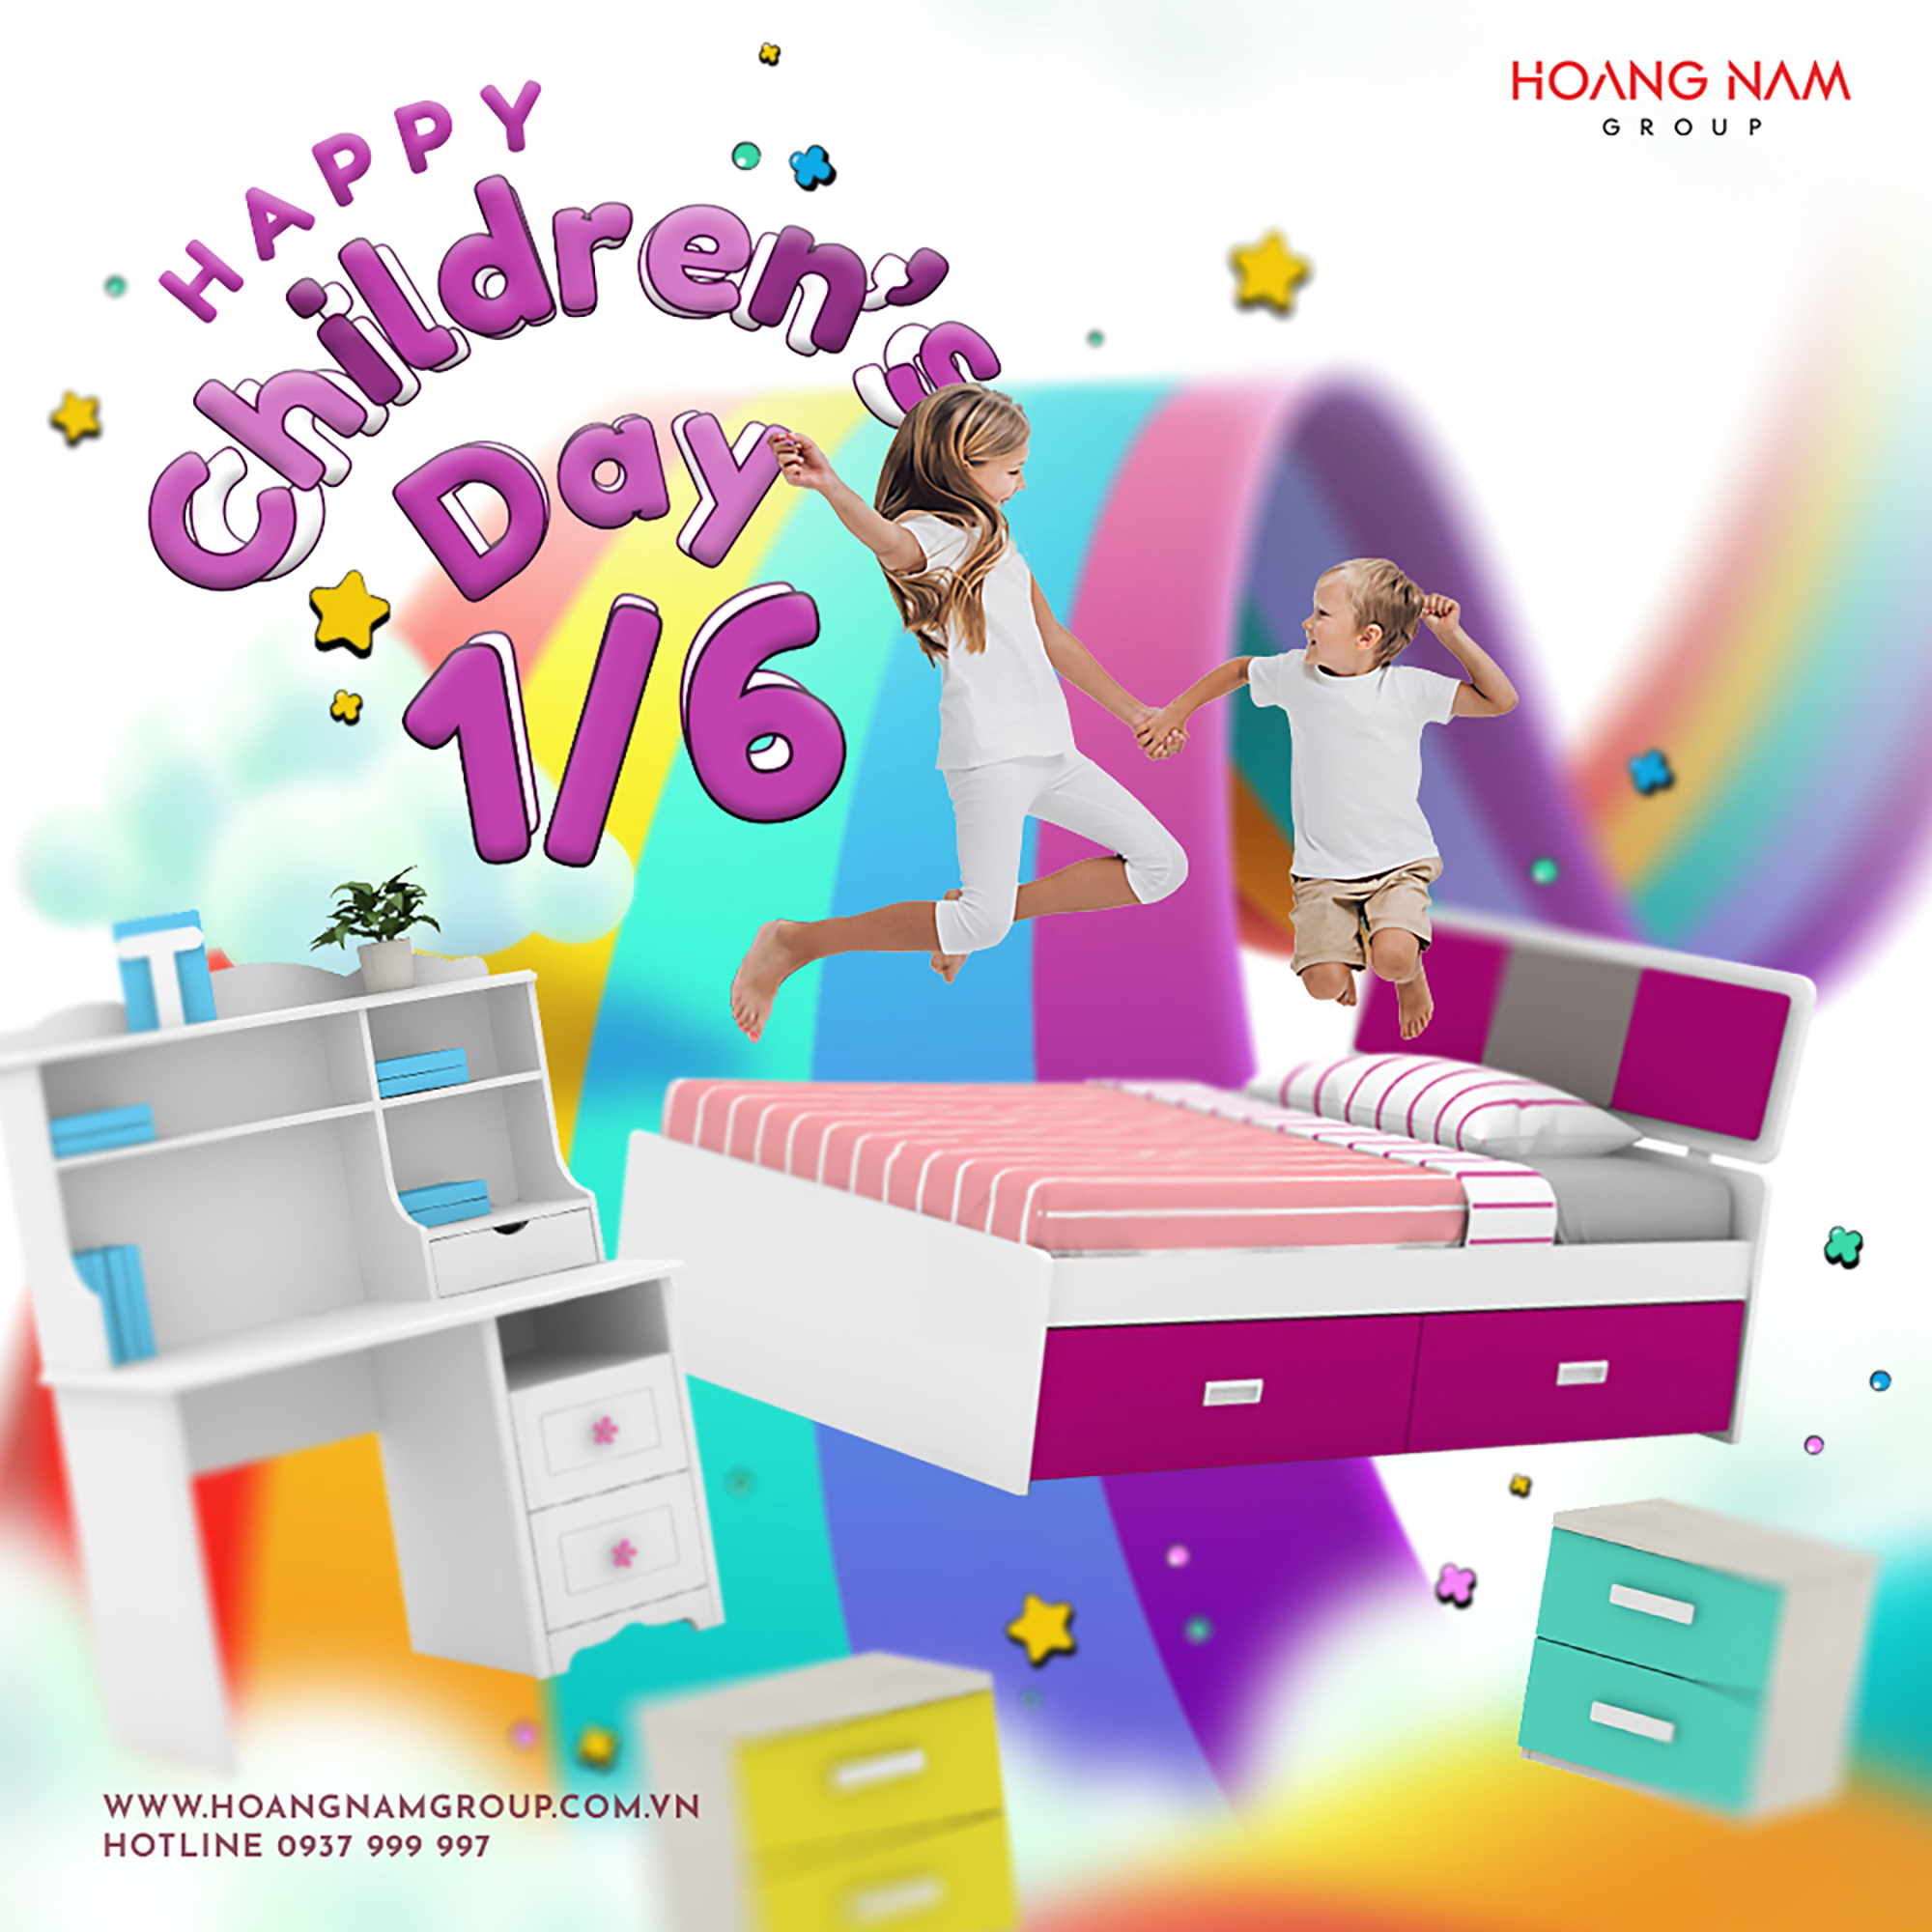 HOANG NAM
GROUP
HAPPY
Children's
Day
1/6
WWW.HOANGNAMGROUP.COM.VN
HOTLINE 0937 999 997